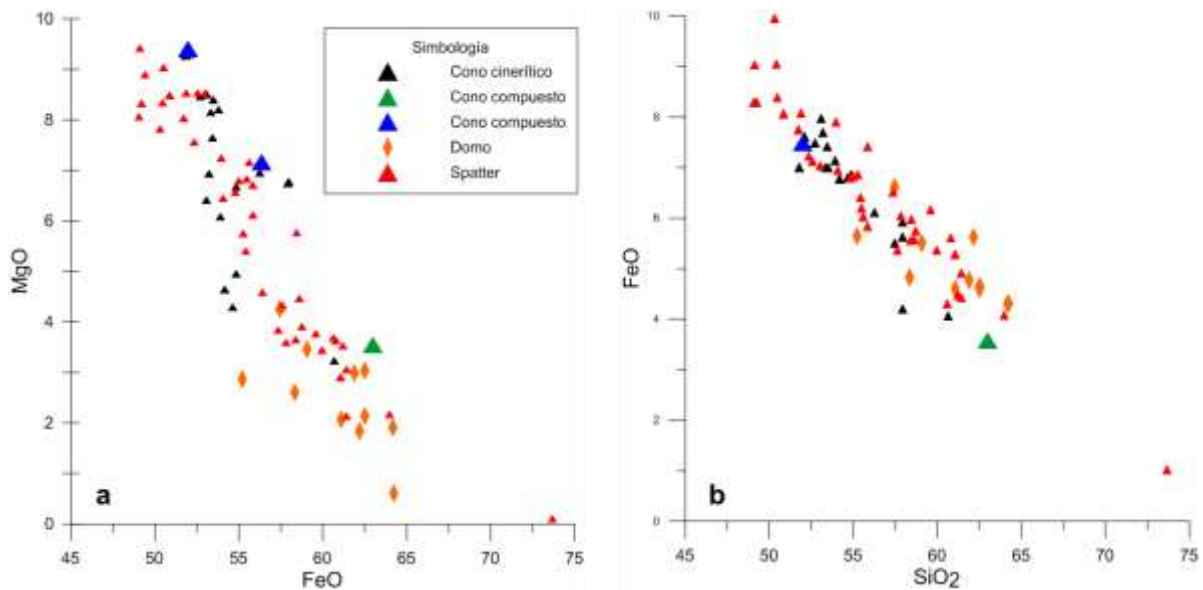 10
8
6
4
2
0
MgO
45 50 55 60 65 70 75
FeO
a
Simbologia
Cono cinerítico
Cono compuesto
Cono compuesto
Domo
Spatter
10
8
6
4
2
0
FeO
45 50 55 60 65 70 75
SiO2
b